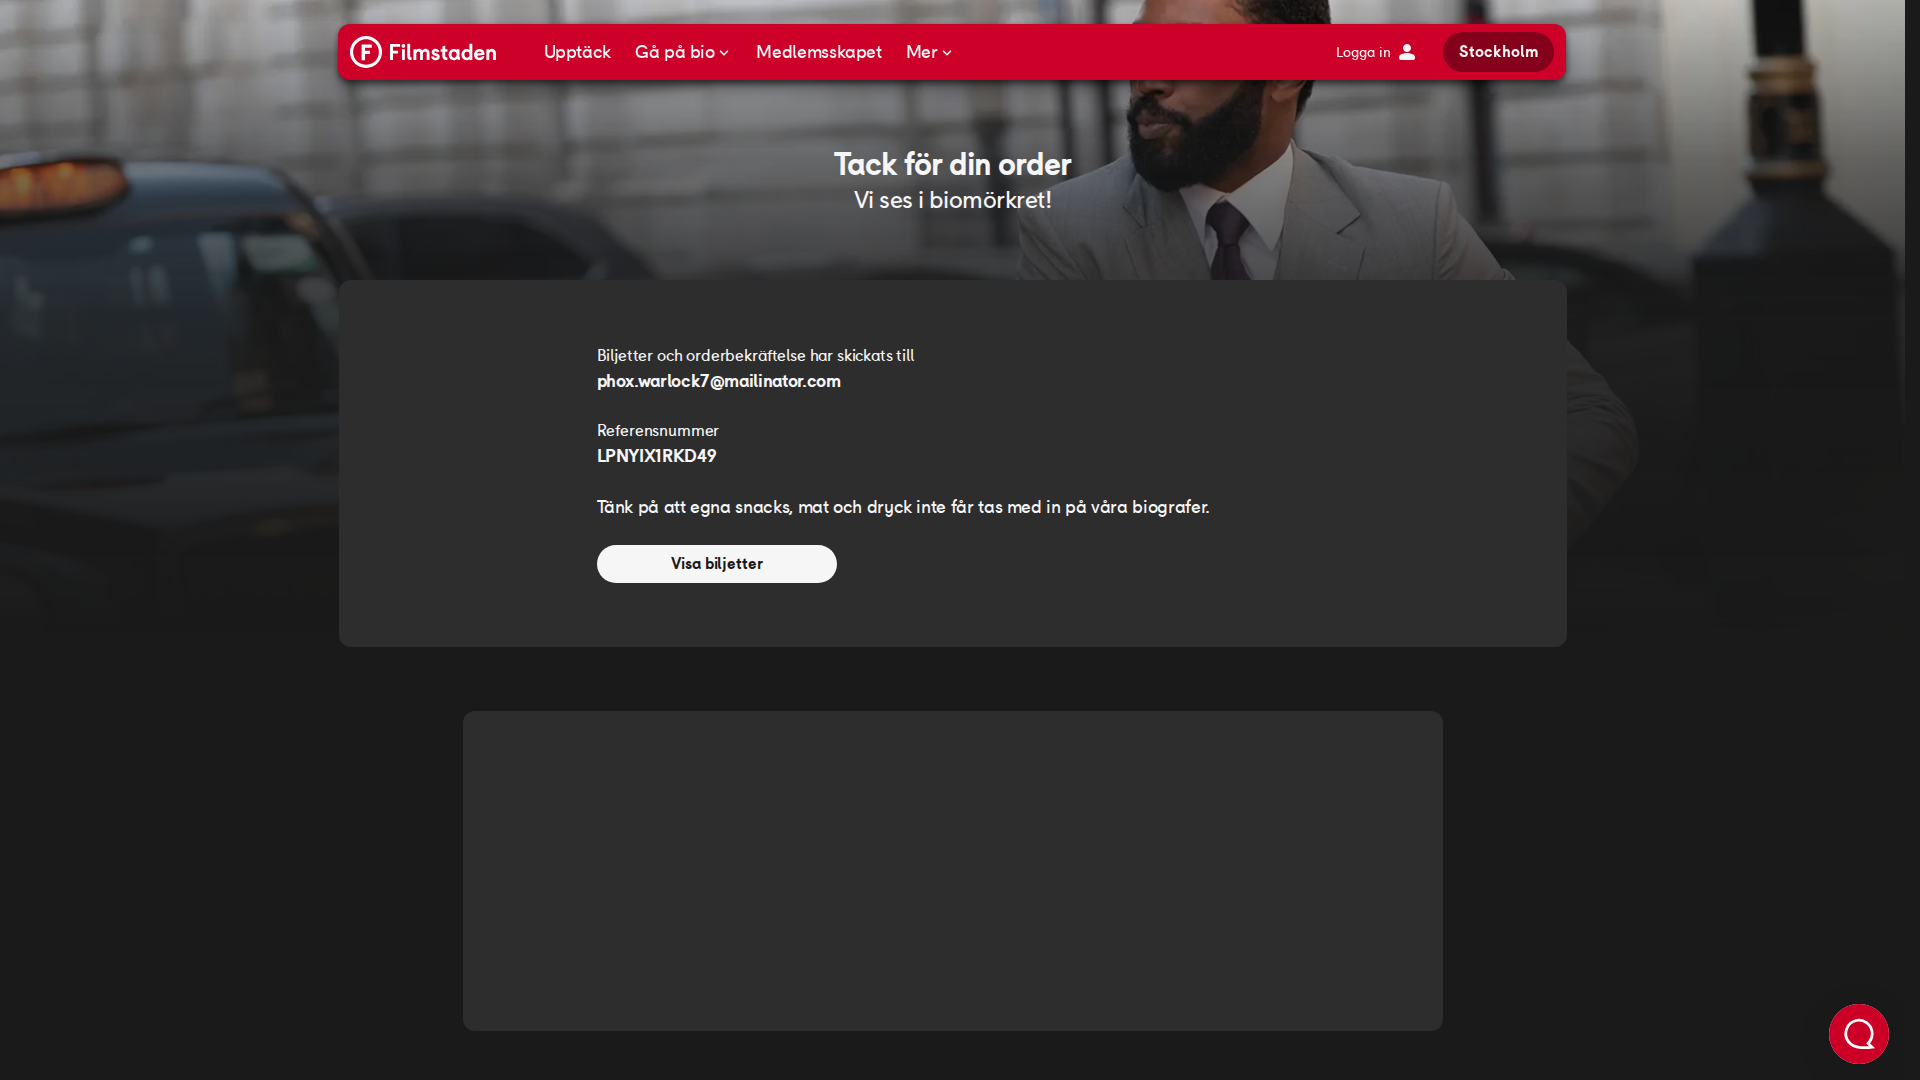 Filmstaden
Upptäck
Gå på bio
Medlemsskapet
Mer
Logga in
Stockholm
Tack för din order
Vi ses i biomörkret!
Biljetter och orderbekräftelse har skickats till
phox.warlock7@mailinator.com
Referensnummer
LPNYIX1RKD49
Tänk på att egna snacks, mat och dryck inte får tas med in på våra biografer.
Visa biljetter